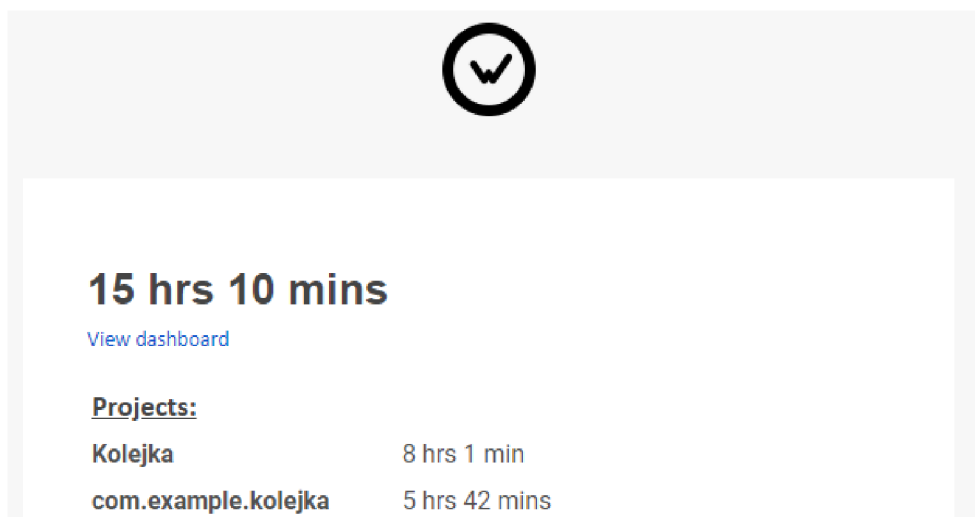 15 hrs 10 mins
View dashboard
Projects:
Kolejka 8 hrs 1 min
com.example.kolejka 5 hrs 42 mins